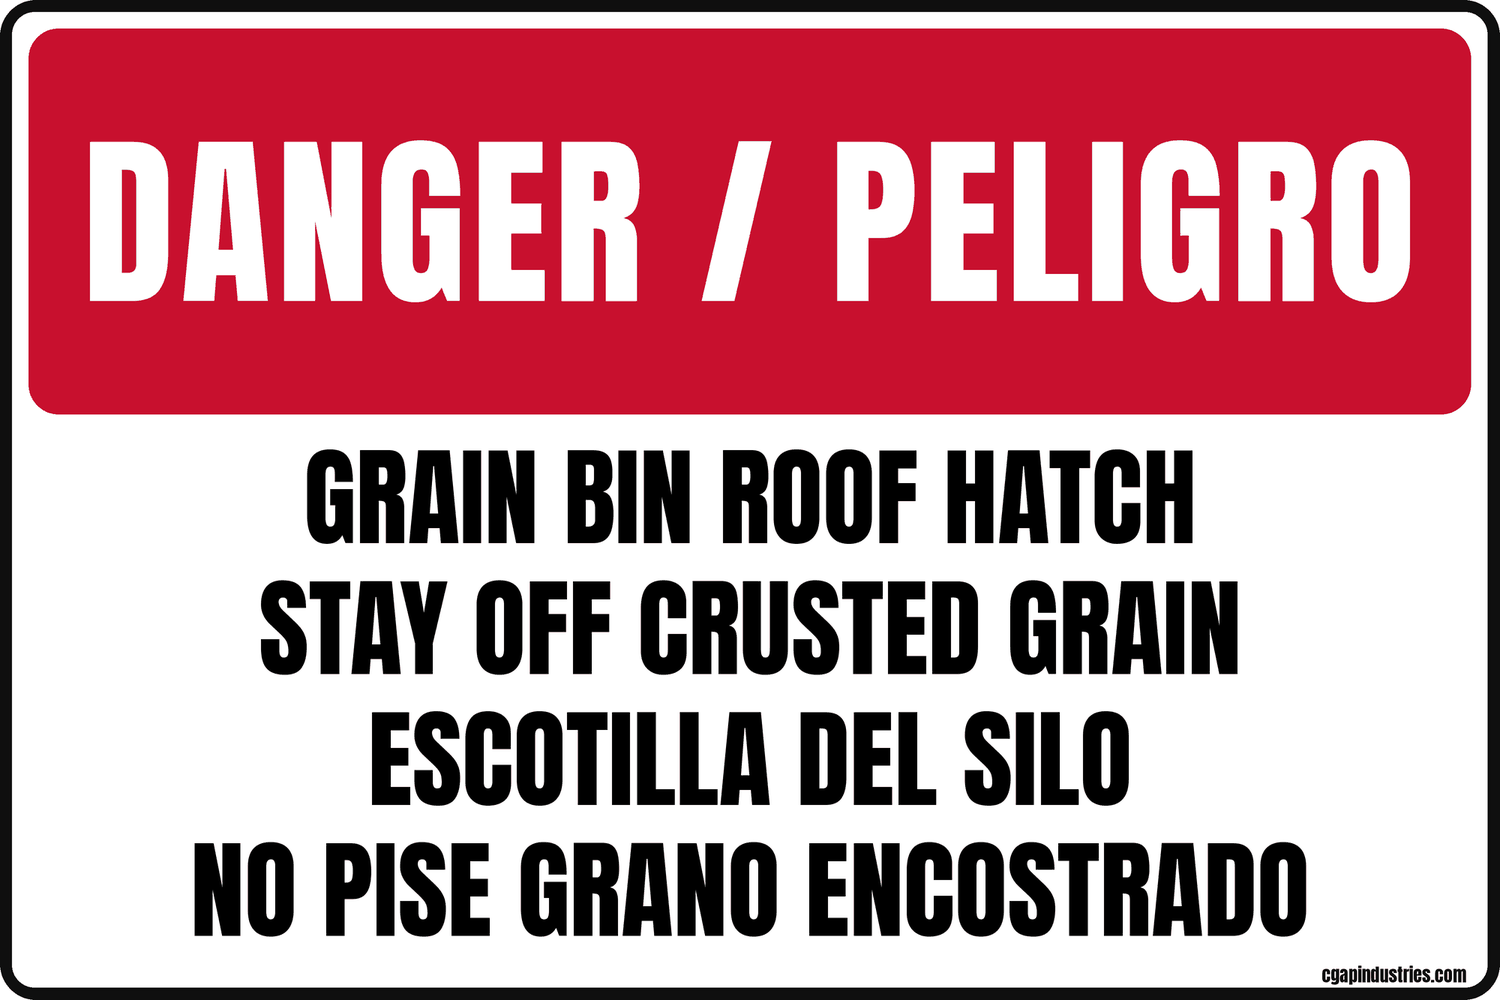 DANGER / PELIGRO
GRAIN BIN ROOF HATCH
STAY OFF CRUSTED GRAIN
ESCOTILLA DEL SILO
NO PISE GRANO ENCOSTRADO
cgapindustries.com